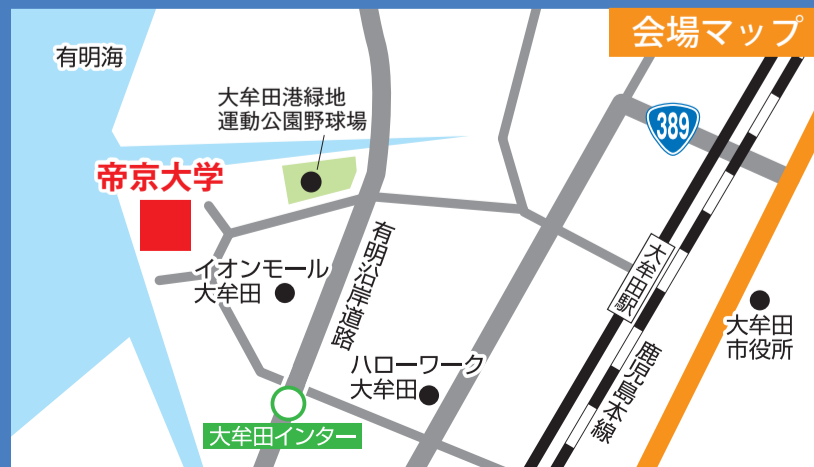 会場マップ
有明海
大牟田港緑地
運動公園野球場
389
帝京大学
有明沿岸道路
イオンモール
大牟田
大牟田駅
大牟田
市役所
鹿児島本線
ハローワーク
大牟田
大牟田インター